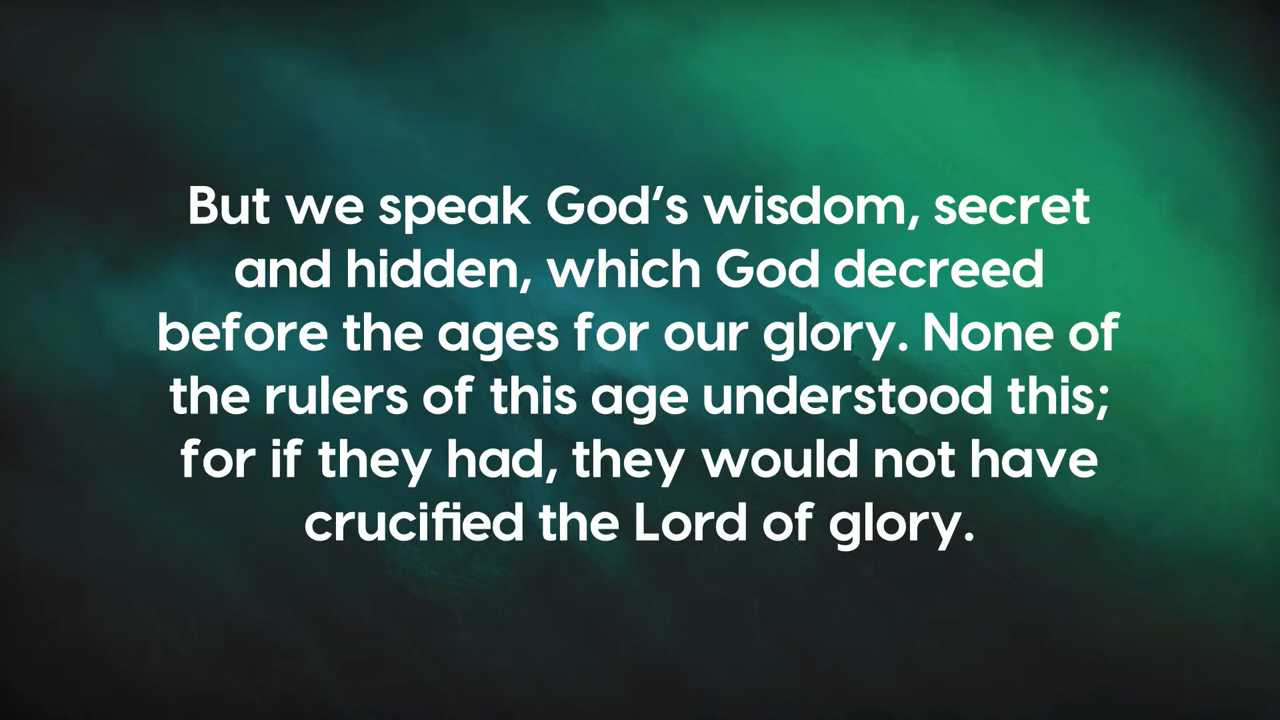 But we speak God’s wisdom, secret
and hidden, which God decreed
before the ages for our glory. None of
the rulers of this age understood this;
for if they had, they would not have
crucified the Lord of glory.